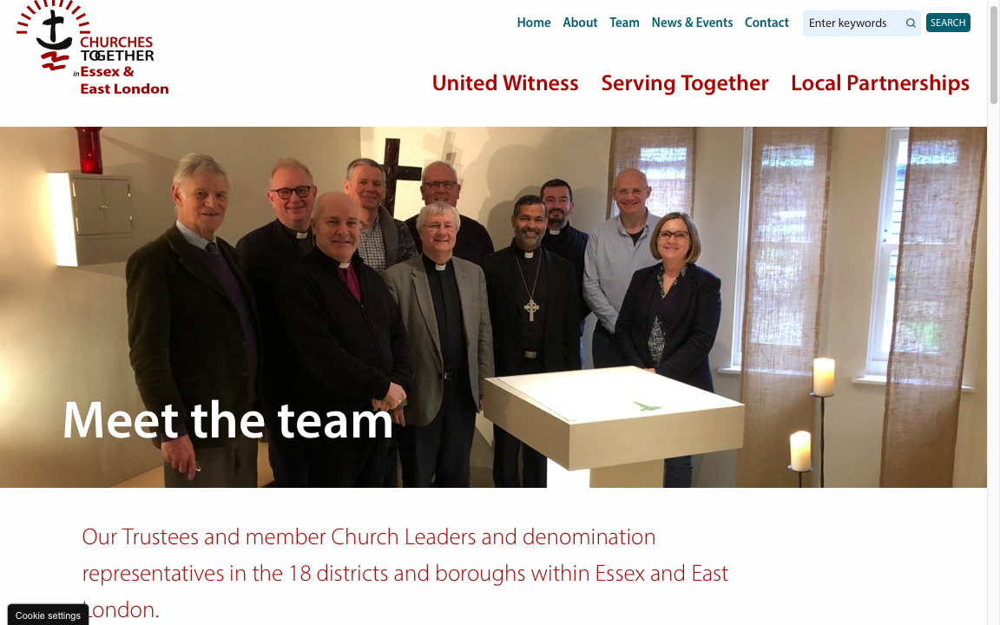 CHURCHES
TOGETHER
in Essex &
East London
Home About Team News & Events Contact Enter keywords SEARCH
United Witness Serving Together Local Partnerships
Meet the team
Our Trustees and member Church Leaders and denomination
representatives in the 18 districts and boroughs within Essex and East
London.
Cookie settings